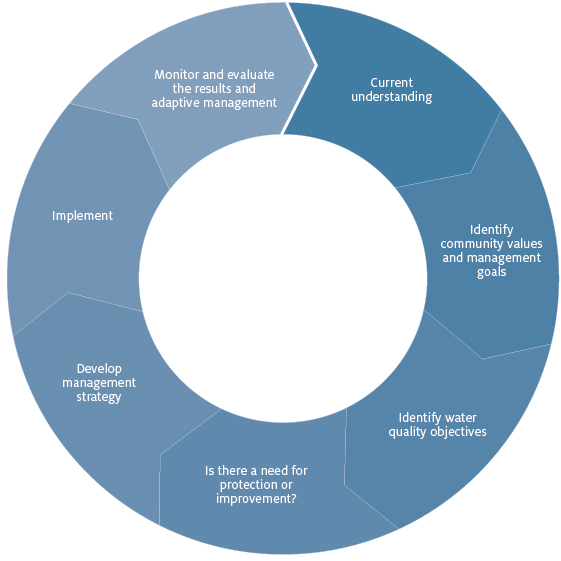 Current
understanding
Identify
community values
and management
goals
Identify water
quality objectives
Is there a need for
protection or
improvement?
Develop
management
strategy
Implement
Monitor and evaluate
the results and
adaptive management